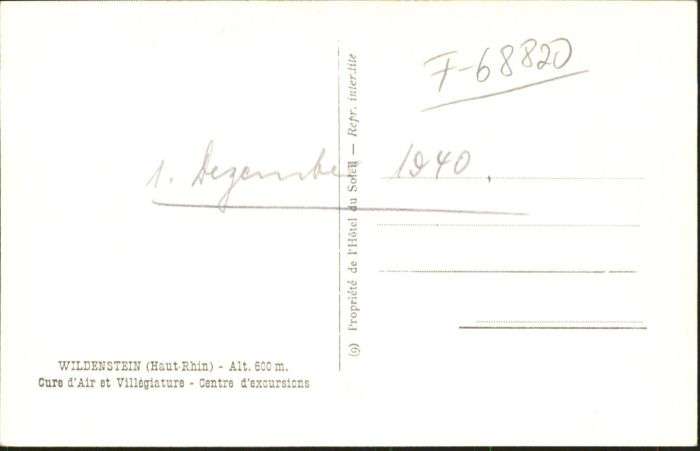 F-68820
1. Dezember 1940.
(9) Propriété de l'Hôtel du Soleil — Repr. interdite
WILDENSTEIN (Haut-Rhin) - Alt. 600 m.
Cure d'Air et Villégiature - Centre d'excursions